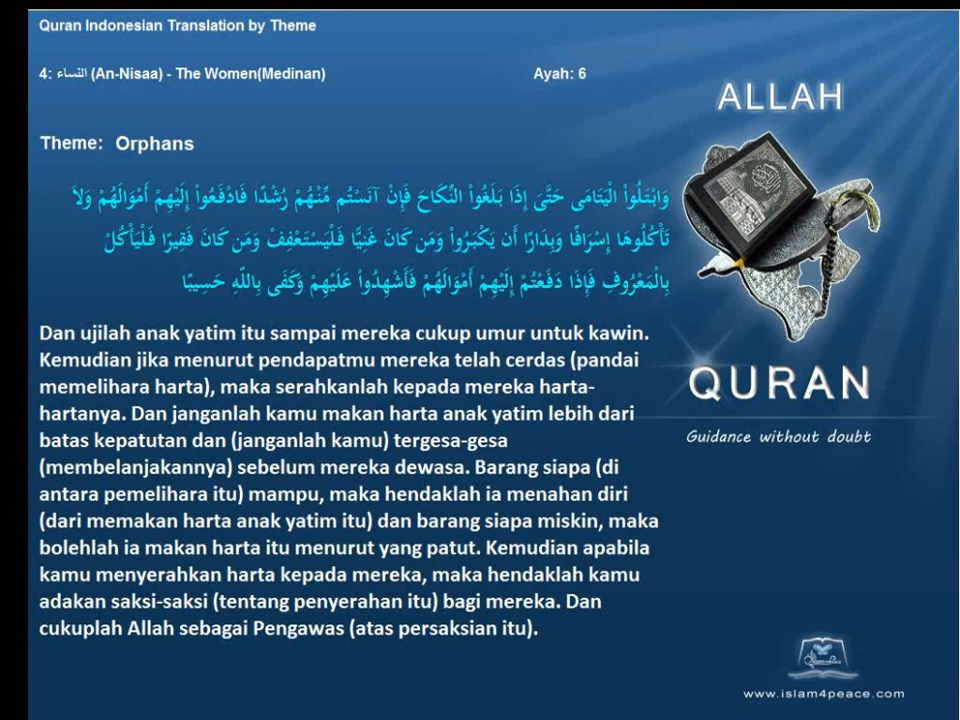 Quran Indonesian Translation by Theme
4: النساء (An-Nisaa) - The Women(Medinan) Ayah: 6
Theme: Orphans
وَابْتَلُواْ الْيَتَامَى حَتَّىَ إِذَا بَلَغُواْ النِّكَاحَ فَإِنْ آنَسْتُم مِّنْهُمْ رُشْدًا فَادْفَعُواْ إِلَيْهِمْ أَمْوَالَهُمْ وَلاَ
تَأْكُلُوهَا إِسْرَافًا وَبِدَارًا أَن يَكْبَرُواْ وَمَن كَانَ غَنِيًّا فَلْيَسْتَعْفِفْ وَمَن كَانَ فَقِيرًا فَلْيَأْكُلْ
بِالْمَعْرُوفِ فَإِذَا دَفَعْتُمْ إِلَيْهِمْ أَمْوَالَهُمْ فَأَشْهِدُواْ عَلَيْهِمْ وَكَفَى بِاللّهِ حَسِيبًا
Dan ujilah anak yatim itu sampai mereka cukup umur untuk kawin.
Kemudian jika menurut pendapatmu mereka telah cerdas (pandai
memelihara harta), maka serahkanlah kepada mereka harta-
hartanya. Dan janganlah kamu makan harta anak yatim lebih dari
batas kepatutan dan (janganlah kamu) tergesa-gesa
(membelanjakannya) sebelum mereka dewasa. Barang siapa (di
antara pemelihara itu) mampu, maka hendaklah ia menahan diri
(dari memakan harta anak yatim itu) dan barang siapa miskin, maka
bolehlah ia makan harta itu menurut yang patut. Kemudian apabila
kamu menyerahkan harta kepada mereka, maka hendaklah kamu
adakan saksi-saksi (tentang penyerahan itu) bagi mereka. Dan
cukuplah Allah sebagai Pengawas (atas persaksian itu).
ALLAH
QURAN
Guidance without doubt
www.islam4peace.com